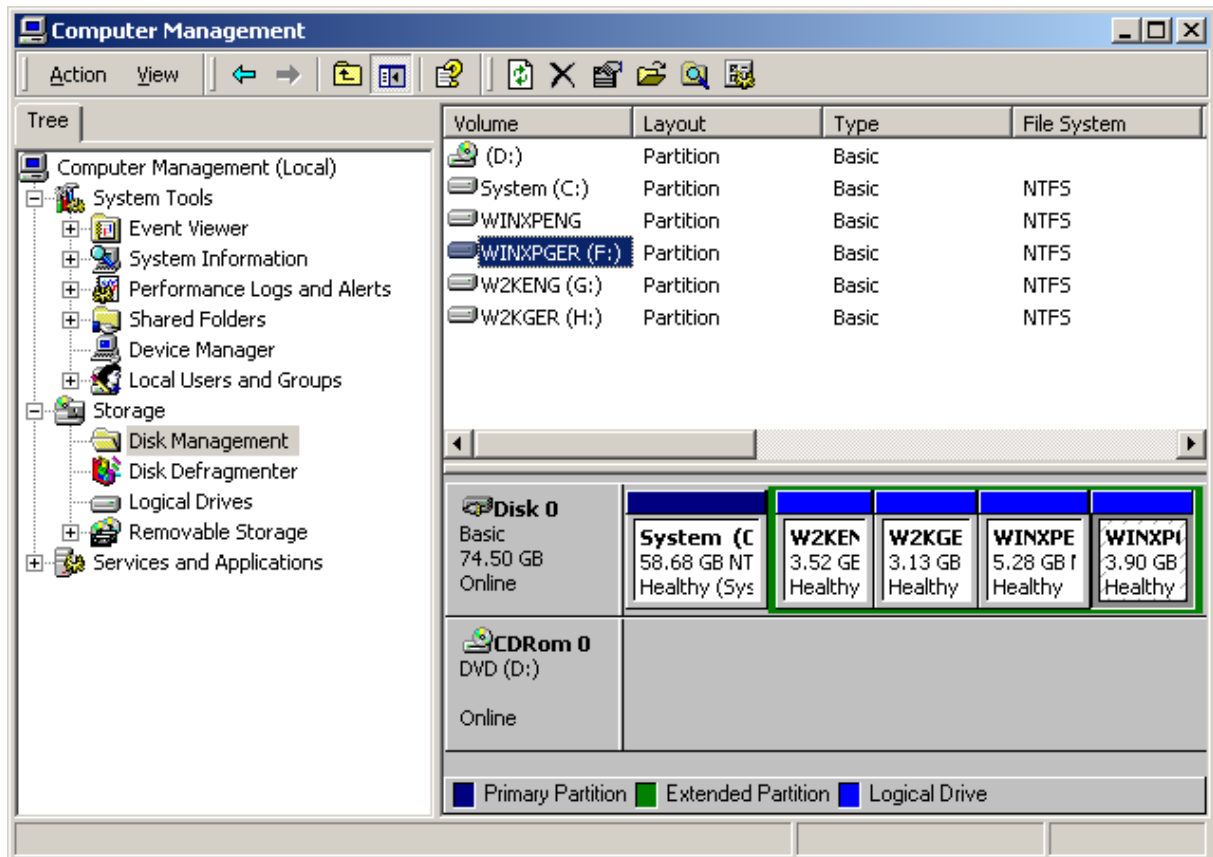 Computer Management
Action View
Tree
Computer Management (Local)
System Tools
Event Viewer
System Information
Performance Logs and Alerts
Shared Folders
Device Manager
Local Users and Groups
Storage
Disk Management
Disk Defragmenter
Logical Drives
Removable Storage
Services and Applications
Volume Layout Type File System
(D:) Partition Basic
System (C:) Partition Basic NTFS
WINXPENG Partition Basic NTFS
WINXPGER (F:) Partition Basic NTFS
W2KENG (G:) Partition Basic NTFS
W2KGER (H:) Partition Basic NTFS
Disk 0
Basic
74.50 GB
Online
System (C
58.68 GB NT
Healthy (Sys
W2KEN
3.52 GB
Healthy
W2KGE
3.13 GB
Healthy
WINXPE
5.28 GB
Healthy
WINXP
3.90 GB
Healthy
CDRom 0
DVD (D:)
Online
Primary Partition Extended Partition Logical Drive